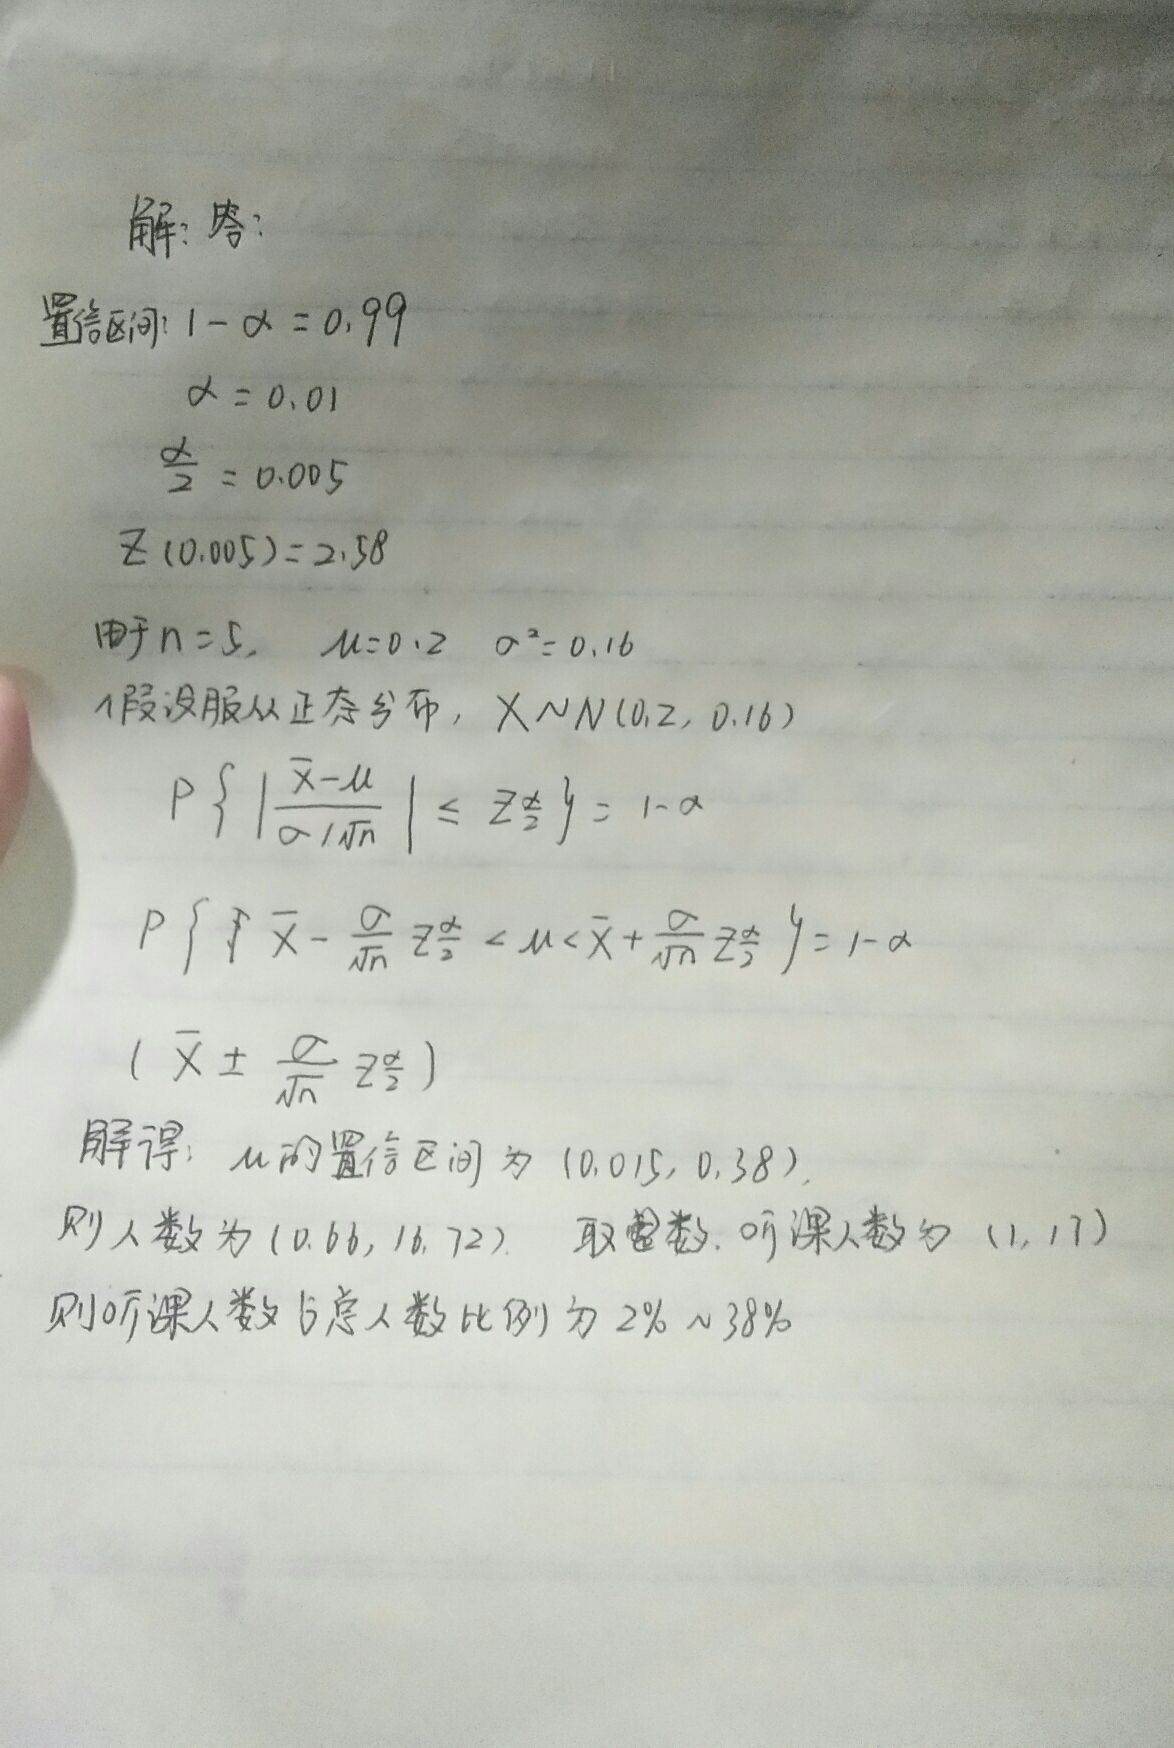 解: 答:
置信区间: 1-α=0.99
α=0.01
α/2=0.005
Z(0.005)=2.58
由于n=5, μ=0.2 σ²=0.16
假设服从正态分布, X~N(0.2, 0.16)
P{|(x̄-μ)/(σ/√n)| ≤ Zα/2}=1-α
P{x̄-σ/√n Zα/2 < μ < x̄+σ/√n Zα/2}=1-α
(x̄ ± σ/√n Zα/2)
解得: μ的置信区间为(0.015, 0.38).
则人数为(0.66, 16.72). 取整数. 听课人数为(1, 17)
则听课人数与总人数比例为2%~38%